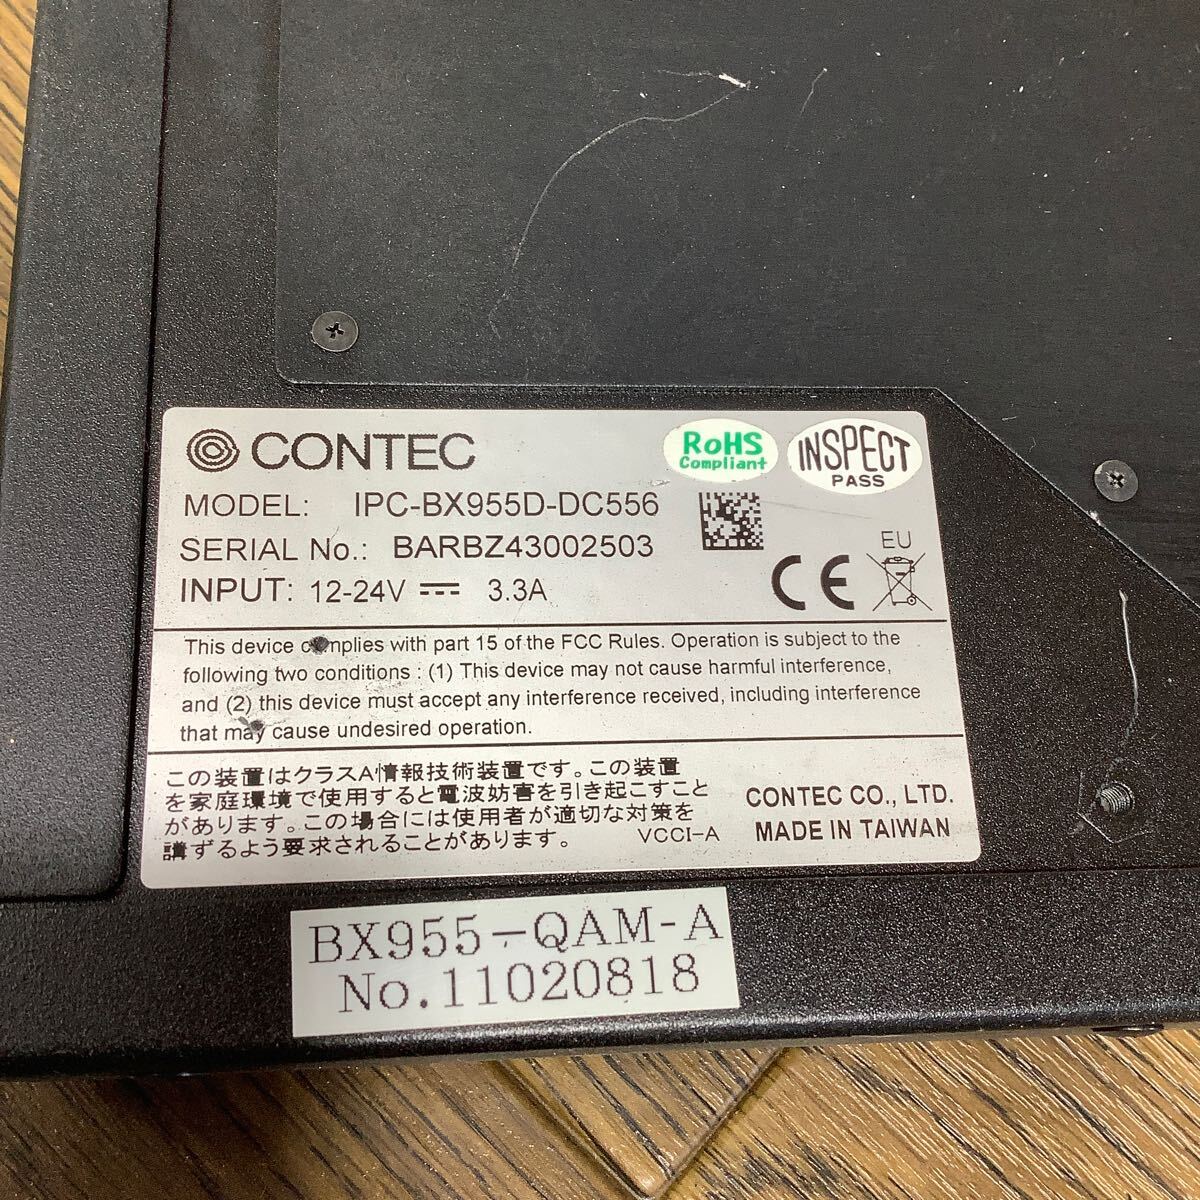 CONTEC
RoHS
Compliant
INSPECT
PASS
MODEL: IPC-BX955D-DC556
SERIAL No.: BARBZ43002503
INPUT: 12-24V 3.3A
EU
CE
This device complies with part 15 of the FCC Rules. Operation is subject to the
following two conditions : (1) This device may not cause harmful interference,
and (2) this device must accept any interference received, including interference
that may cause undesired operation.
この装置はクラスA情報技術装置です。この装置
を家庭環境で使用すると電波妨害を引き起こすこと
があります。この場合には使用者が適切な対策を
講ずるよう要求されることがあります。
VCCI-A
CONTEC CO., LTD.
MADE IN TAIWAN
BX955-QAM-A
No.11020818